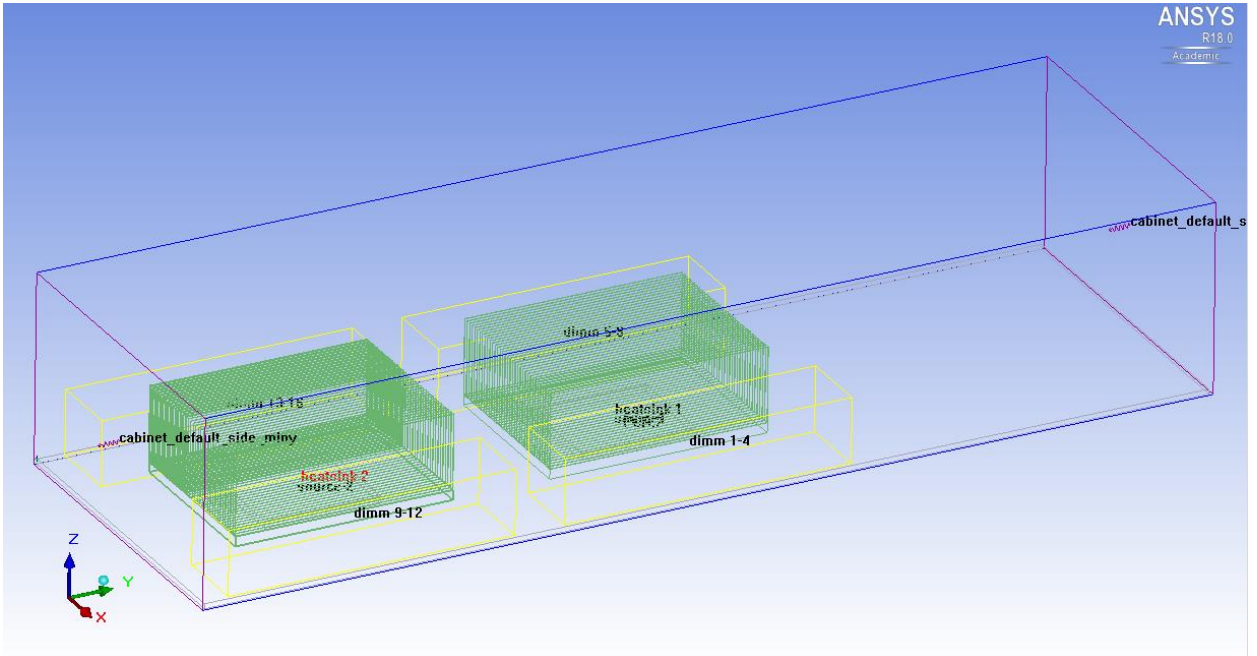 ANSYS
R18.0
Academic
cabinet_default_s
dimm 5-8
heatsink 1
dimm 1-4
cabinet_default_side_miny
heatsink 2
source-2
dimm 9-12
Z
Y
X